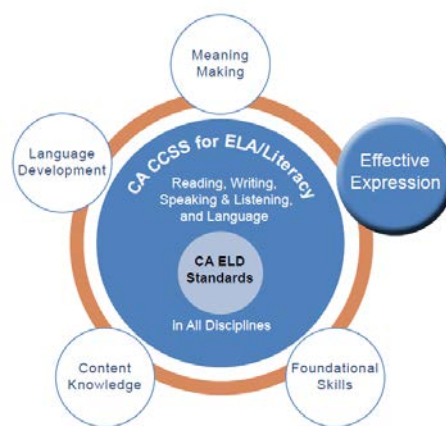 Meaning
Making
Language
Development
Effective
Expression
CA CCSS for ELA/Literacy
Reading, Writing,
Speaking & Listening,
and Language
CA ELD
Standards
In All Disciplines
Content
Knowledge
Foundational
Skills